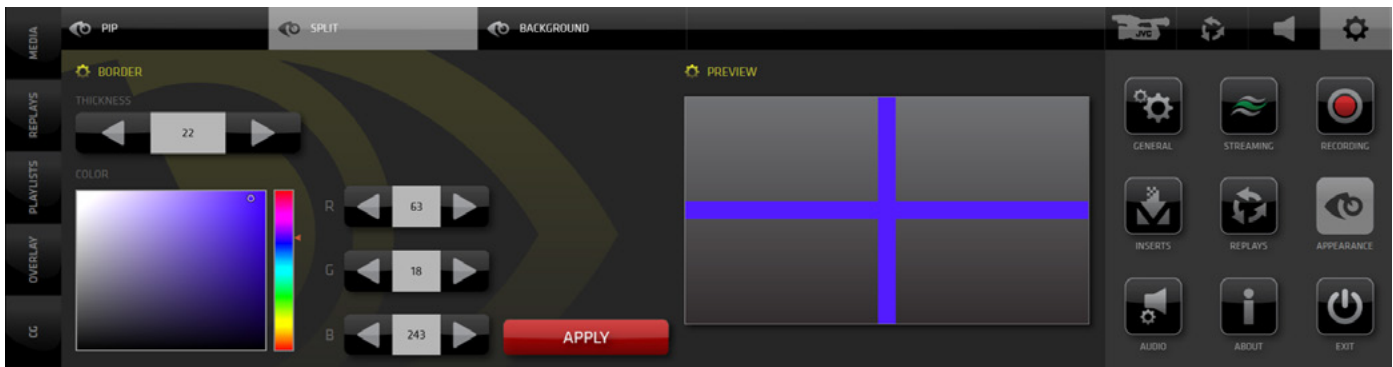 MEDIA
REPLAYS
PLAYLISTS
OVERLAY
CG
PIP
SPLIT
BACKGROUND
BORDER
THICKNESS
22
COLOR
R
63
G
18
B
243
APPLY
PREVIEW
JVC
GENERAL
STREAMING
RECORDING
INSERTS
REPLAYS
APPEARANCE
AUDIO
ABOUT
EXIT